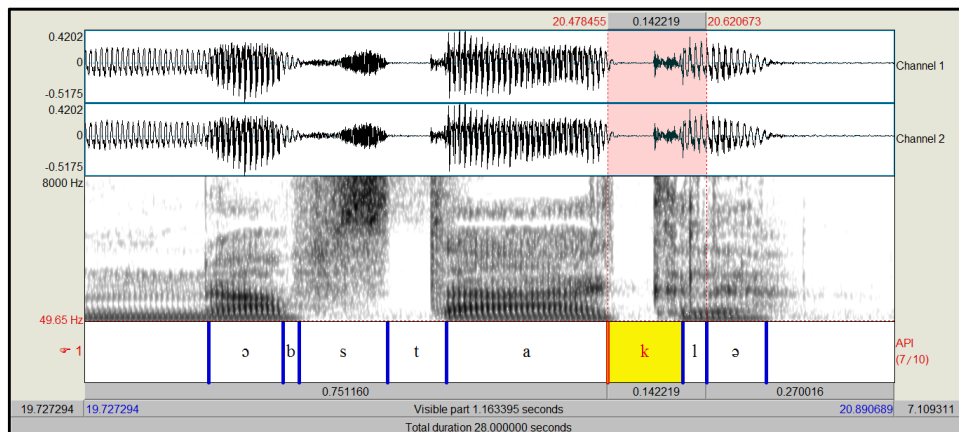 20.478455 0.142219 20.620673
0.4202
0
-0.5175
Channel 1
0.4202
0
-0.5175
Channel 2
8000 Hz
49.65 Hz
☞ 1 ɔ b s t a k l ə API
(7/10)
0.751160 0.142219 0.270016
19.727294 19.727294 Visible part 1.163395 seconds 20.890689 7.109311
Total duration 28.000000 seconds